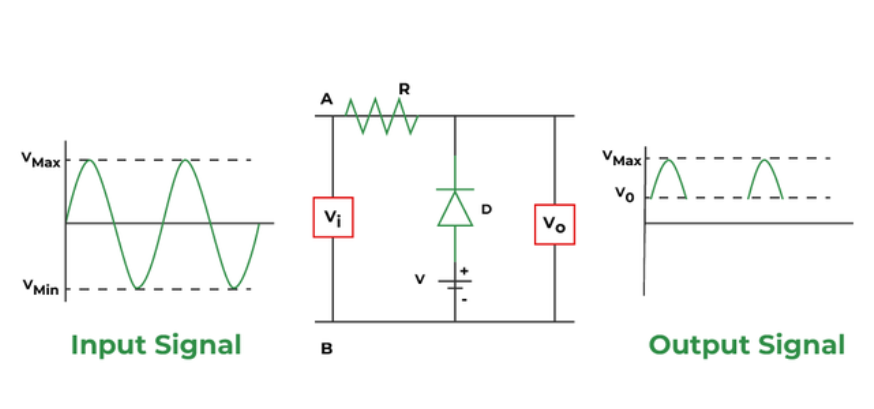 VMax
VMin
Input Signal
A
R
Vi
D
V
+
-
Vo
B
VMax
V0
Output Signal